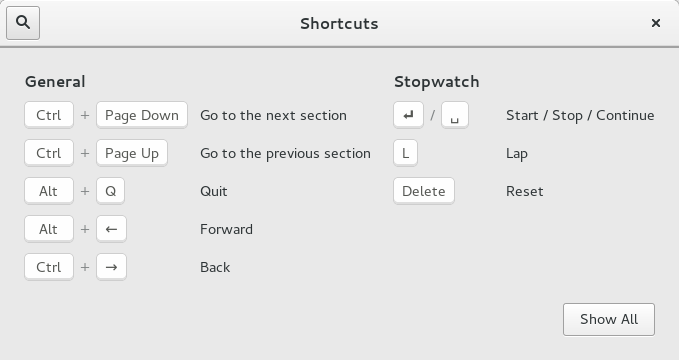 Shortcuts
General
Ctrl + Page Down Go to the next section
Ctrl + Page Up Go to the previous section
Alt + Q Quit
Alt + ← Forward
Ctrl + → Back
Stopwatch
↵ / ␣ Start / Stop / Continue
L Lap
Delete Reset
Show All